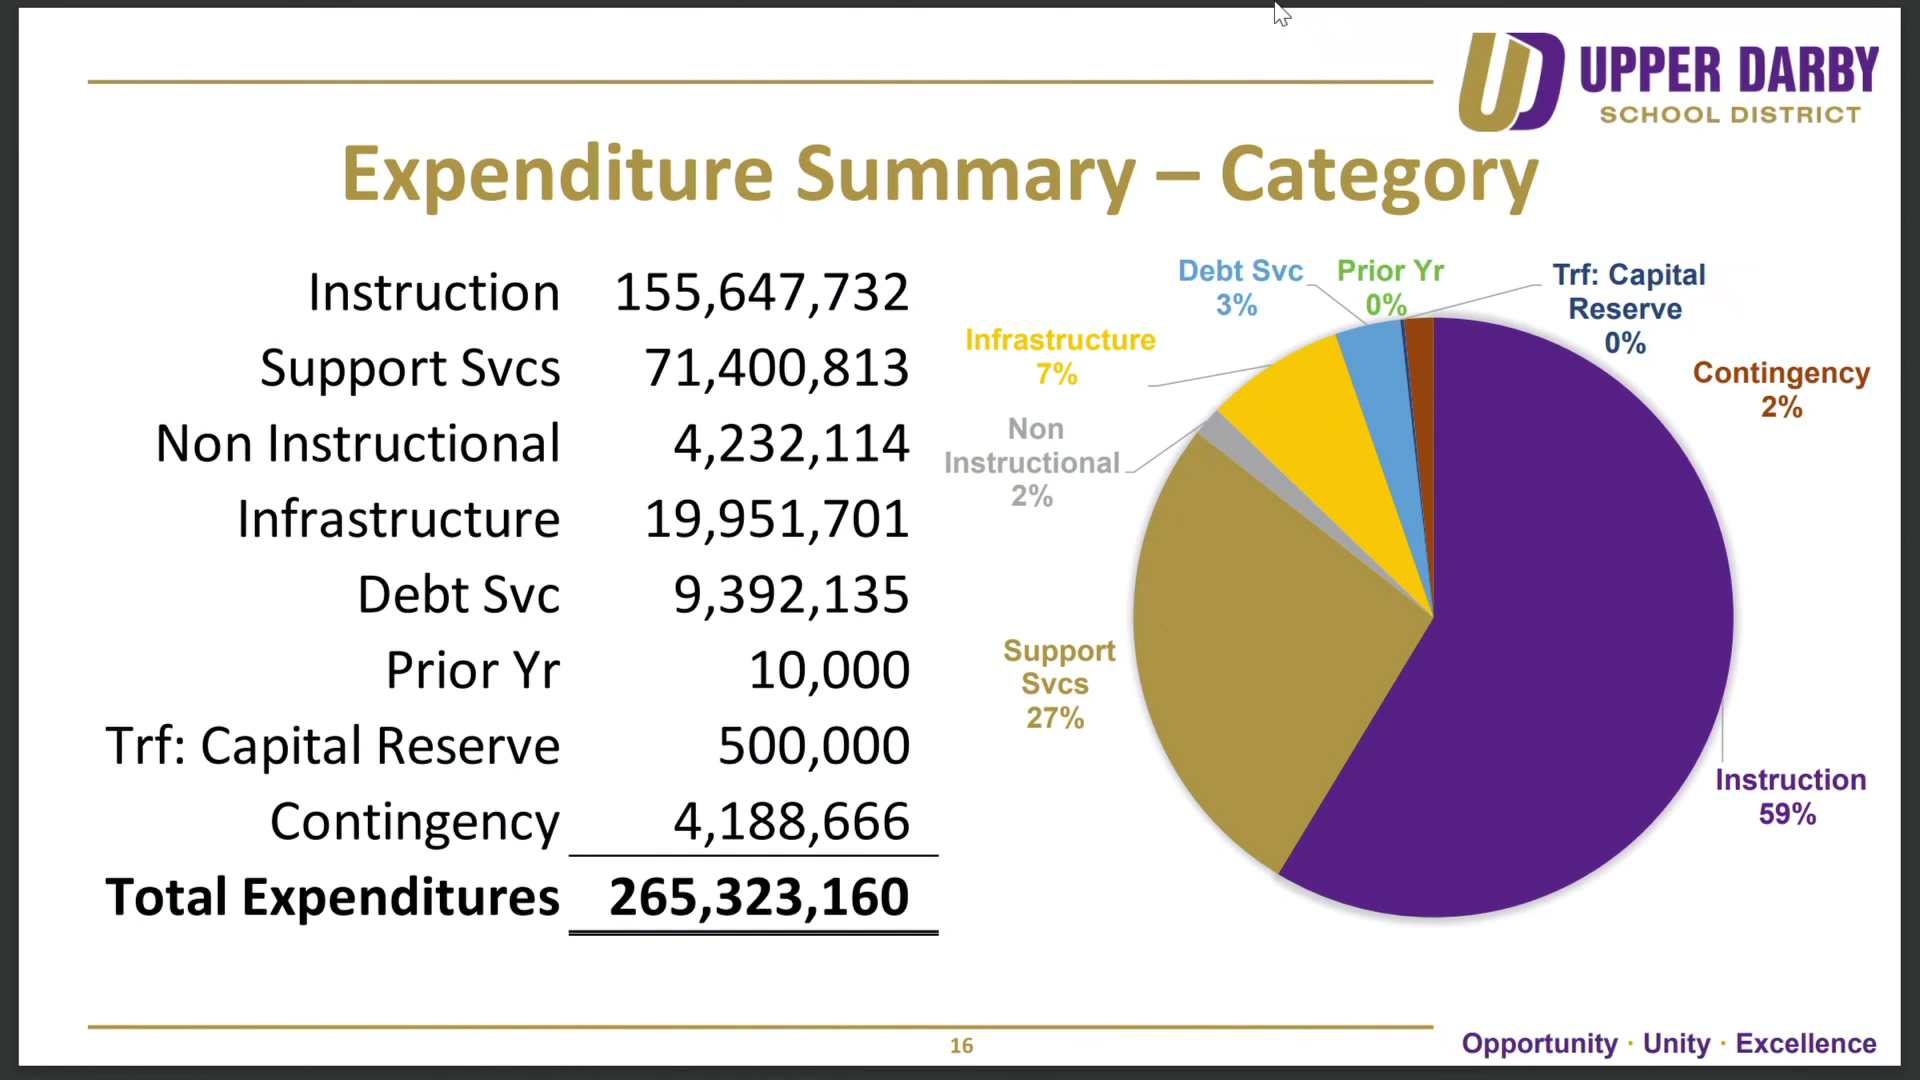 UPPER DARBY
SCHOOL DISTRICT
Expenditure Summary – Category
Instruction 155,647,732
Support Svcs 71,400,813
Non Instructional 4,232,114
Infrastructure 19,951,701
Debt Svc 9,392,135
Prior Yr 10,000
Trf: Capital Reserve 500,000
Contingency 4,188,666
Total Expenditures 265,323,160
Debt Svc
3%
Prior Yr
0%
Trf: Capital
Reserve
0%
Infrastructure
7%
Contingency
2%
Non
Instructional
2%
Support
Svcs
27%
Instruction
59%
16
Opportunity · Unity · Excellence